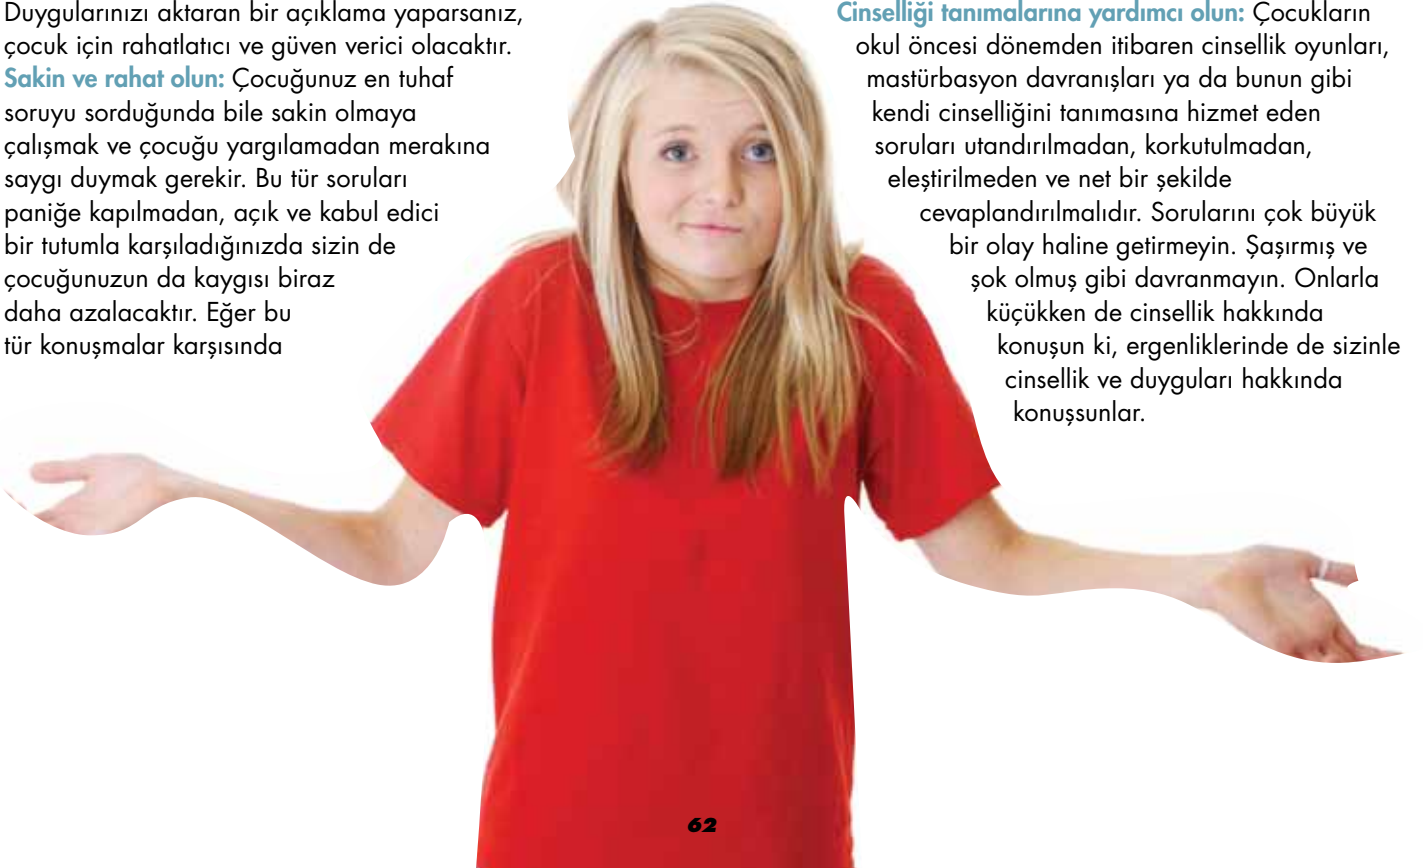 Duygularınızı aktaran bir açıklama yaparsanız,
çocuk için rahatlatıcı ve güven verici olacaktır.
Sakin ve rahat olun: Çocuğunuz en tuhaf
soruyu sorduğunda bile sakin olmaya
çalışmak ve çocuğu yargılamadan merakına
saygı duymak gerekir. Bu tür soruları
paniğe kapılmadan, açık ve kabul edici
bir tutumla karşıladığınızda sizin de
çocuğunuzun da kaygısı biraz
daha azalacaktır. Eğer bu
tür konuşmalar karşısında
Cinselliği tanımalarına yardımcı olun: Çocukların
okul öncesi dönemden itibaren cinsellik oyunları,
mastürbasyon davranışları ya da bunun gibi
kendi cinselliğini tanımasına hizmet eden
soruları utandırılmadan, korkutulmadan,
eleştirilmeden ve net bir şekilde
cevaplandırılmalıdır. Sorularını çok büyük
bir olay haline getirmeyin. Şaşırmış ve
şok olmuş gibi davranmayın. Onlarla
küçükken de cinsellik hakkında
konuşun ki, ergenliklerinde de sizinle
cinsellik ve duyguları hakkında
konuşsunlar.
62